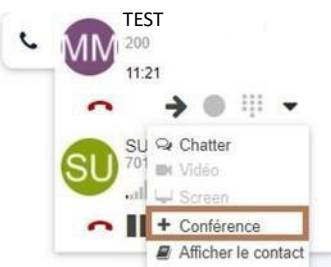 TEST
MM
200
11:21
SU
SU
701
Chatter
Vidéo
Screen
Conférence
Afficher le contact